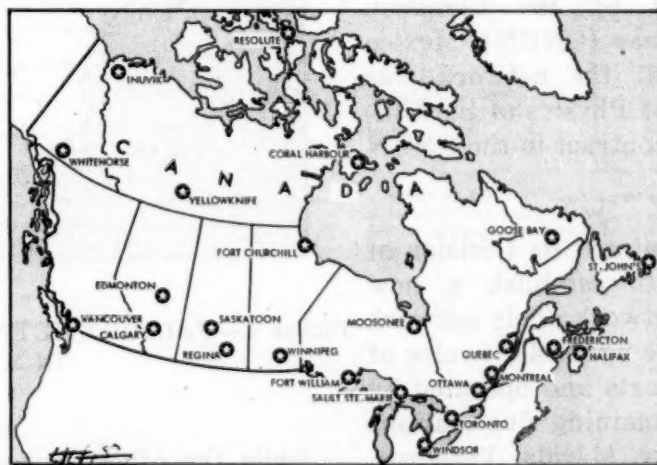 RESOLUTE
INUVIK
CANADA
WHITEHORSE
CORAL HARBOUR
YELLOWKNIFE
GOOSE BAY
FORT CHURCHILL
ST. JOHN'S
EDMONTON
VANCOUVER
SASKATOON
MOOSONEE
FREDERICTON
CALGARY
QUEBEC
HALIFAX
REGINA
WINNIPEG
MONTREAL
FORT WILLIAM
OTTAWA
SAULT STE. MARIE
TORONTO
WINDSOR